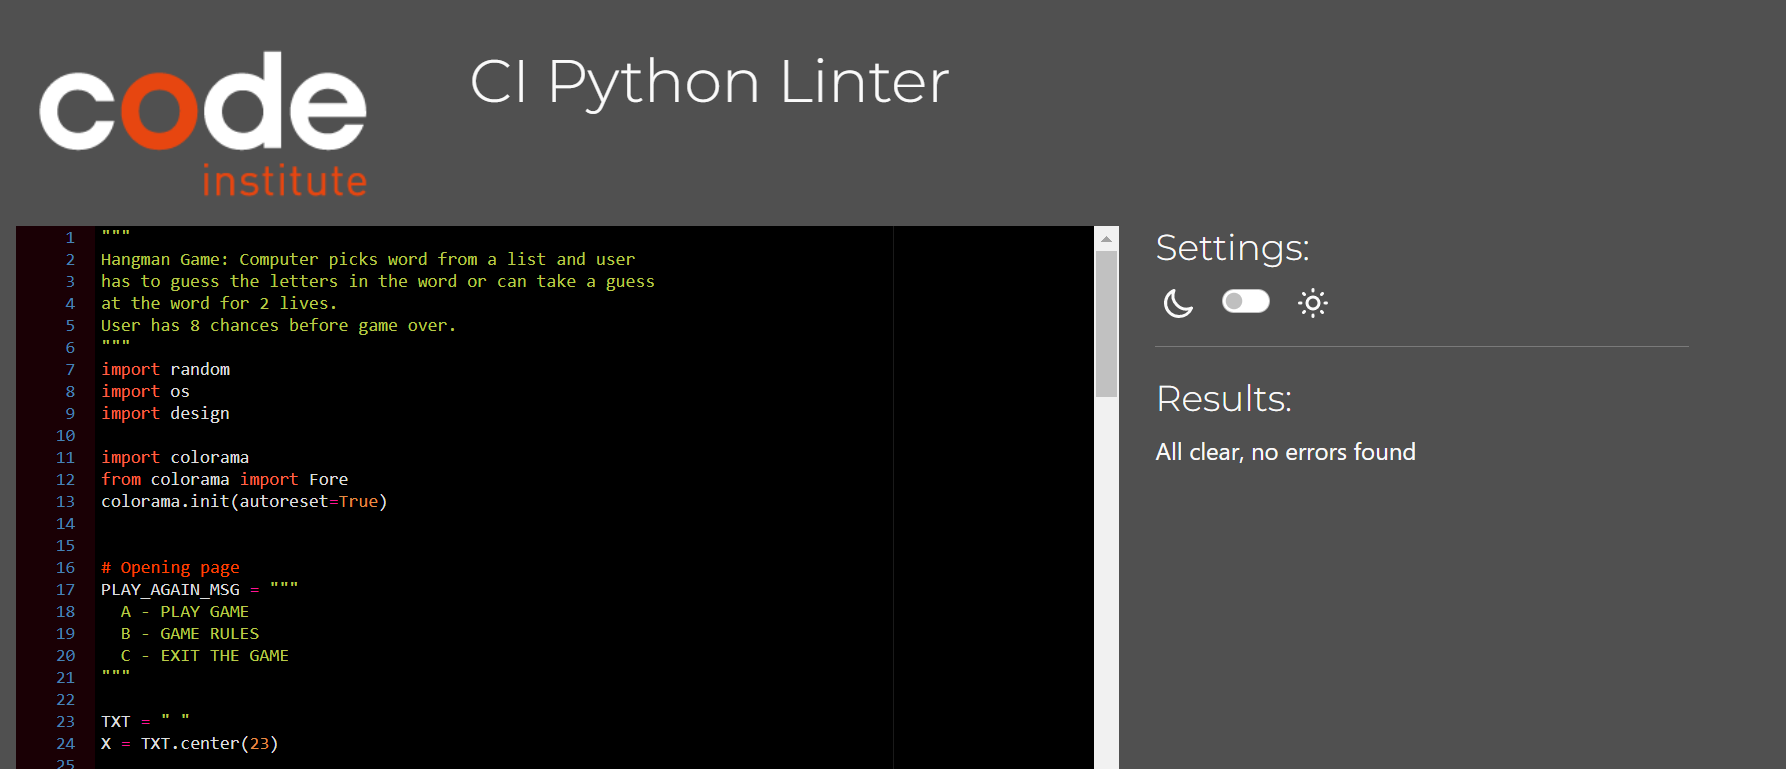 code
institute
CI Python Linter
1 """
2 Hangman Game: Computer picks word from a list and user
3 has to guess the letters in the word or can take a guess
4 at the word for 2 lives.
5 User has 8 chances before game over.
6 """
7 import random
8 import os
9 import design
10
11 import colorama
12 from colorama import Fore
13 colorama.init(autoreset=True)
14
15
16 # Opening page
17 PLAY_AGAIN_MSG = """
18   A - PLAY GAME
19   B - GAME RULES
20   C - EXIT THE GAME
21 """
22
23 TXT = " "
24 X = TXT.center(23)
25
Settings:
Results:
All clear, no errors found